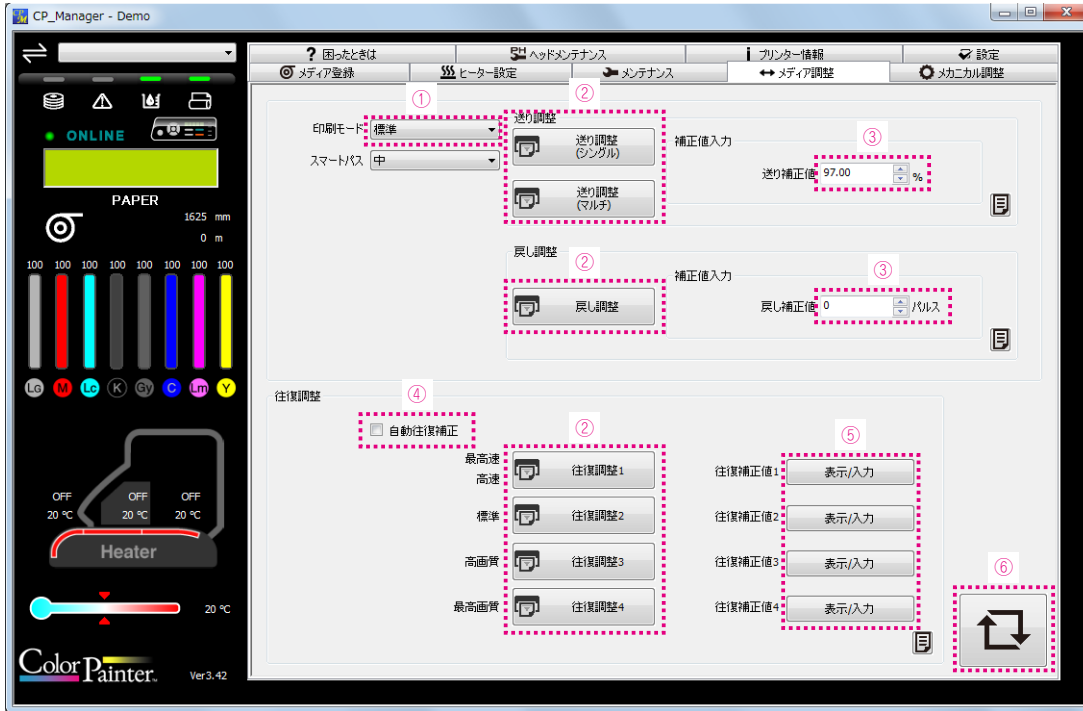 CP_Manager - Demo
? 困ったときは
PH ヘッドメンテナンス
i プリンター情報
設定
メディア登録
ヒーター設定
メンテナンス
メディア調整
メカニカル調整
ONLINE
PAPER
1625 mm
0 m
100 100 100 100 100 100 100 100
Lg M Lc K Gy C Lm Y
OFF OFF OFF
20 ℃ 20 ℃ 20 ℃
Heater
20 ℃
Color Painter™
Ver3.42
①
印刷モード 標準
スマートパス 中
②
送り調整
送り調整
(シングル)
送り調整
(マルチ)
補正値入力
③
送り補正値 97.00 %
戻し調整
②
戻し調整
補正値入力
③
戻し補正値 0 パルス
往復調整
④
自動往復補正
②
⑤
最高速
高速
往復調整1
往復補正値1 表示/入力
標準 往復調整2
往復補正値2 表示/入力
高画質 往復調整3
往復補正値3 表示/入力
最高画質 往復調整4
往復補正値4 表示/入力
⑥